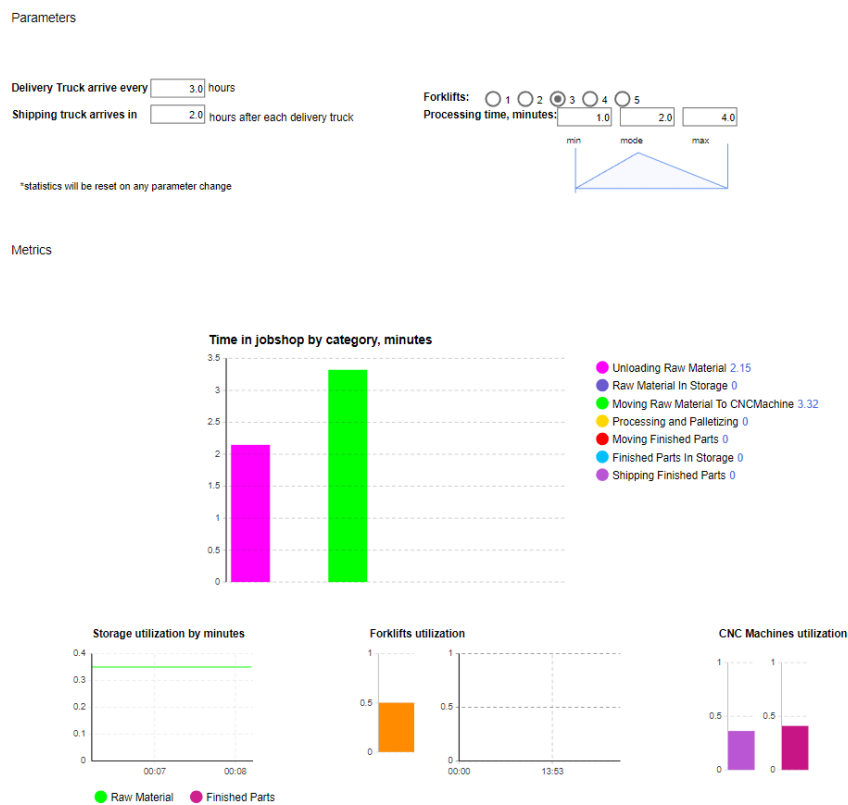 Parameters
Delivery Truck arrive every 3.0 hours
Shipping truck arrives in 2.0 hours after each delivery truck
Forklifts: 1 2 3 4 5
Processing time, minutes: 1.0 2.0 4.0
min mode max
*statistics will be reset on any parameter change
Metrics
Time in jobshop by category, minutes
3.5
3
2.5
2
1.5
1
0.5
0
Unloading Raw Material 2.15
Raw Material In Storage 0
Moving Raw Material To CNCMachine 3.32
Processing and Palletizing 0
Moving Finished Parts 0
Finished Parts In Storage 0
Shipping Finished Parts 0
Storage utilization by minutes
0.4
0.3
0.2
0.1
0
00:07 00:08
Raw Material Finished Parts
Forklifts utilization
1
0.5
0
1
0.5
0
00:00 13:53
CNC Machines utilization
1
0.5
0
1
0.5
0